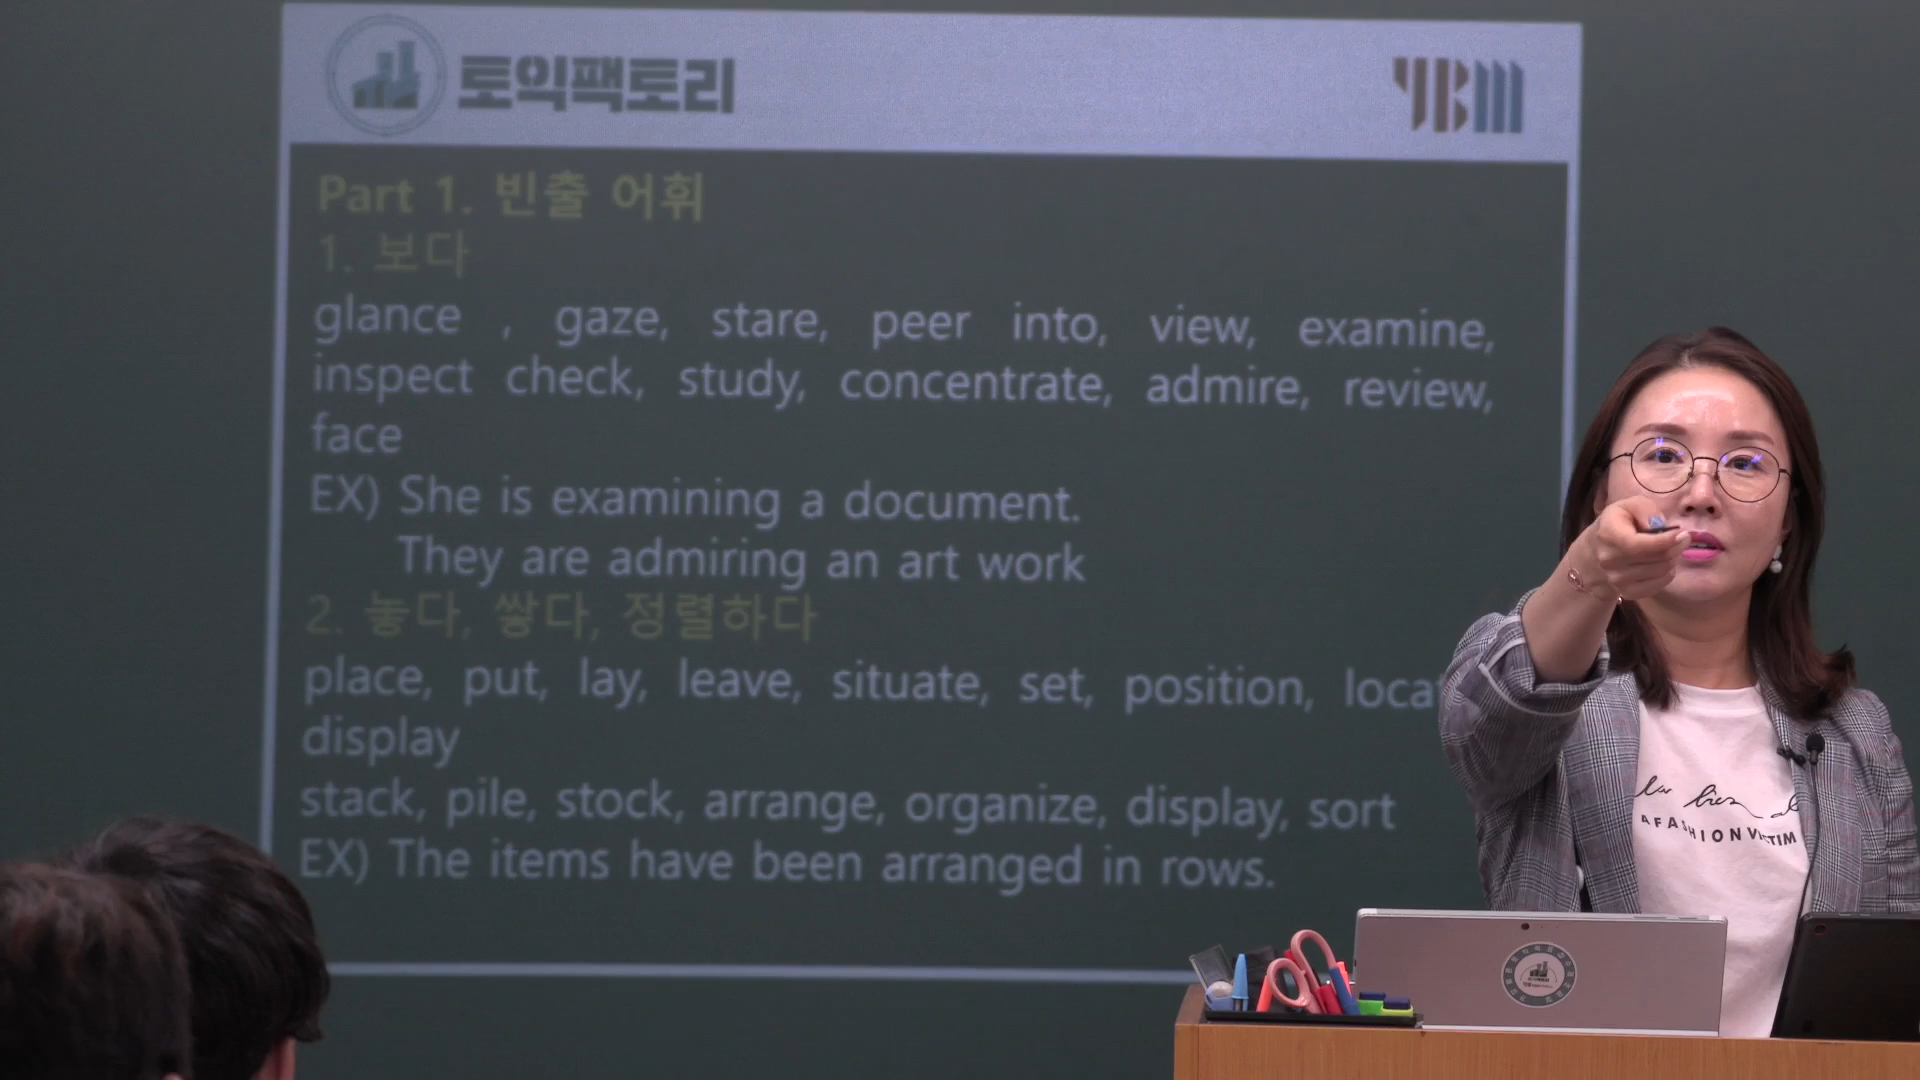 토익팩토리
YBM
Part 1. 빈출 어휘
1. 보다
glance , gaze, stare, peer into, view, examine,
inspect check, study, concentrate, admire, review,
face
EX) She is examining a document.
They are admiring an art work
2. 놓다, 쌓다, 정렬하다
place, put, lay, leave, situate, set, position,
display
stack, pile, stock, arrange, organize, display, sort
EX) The items have been arranged in rows.
A FASHION VICTIM